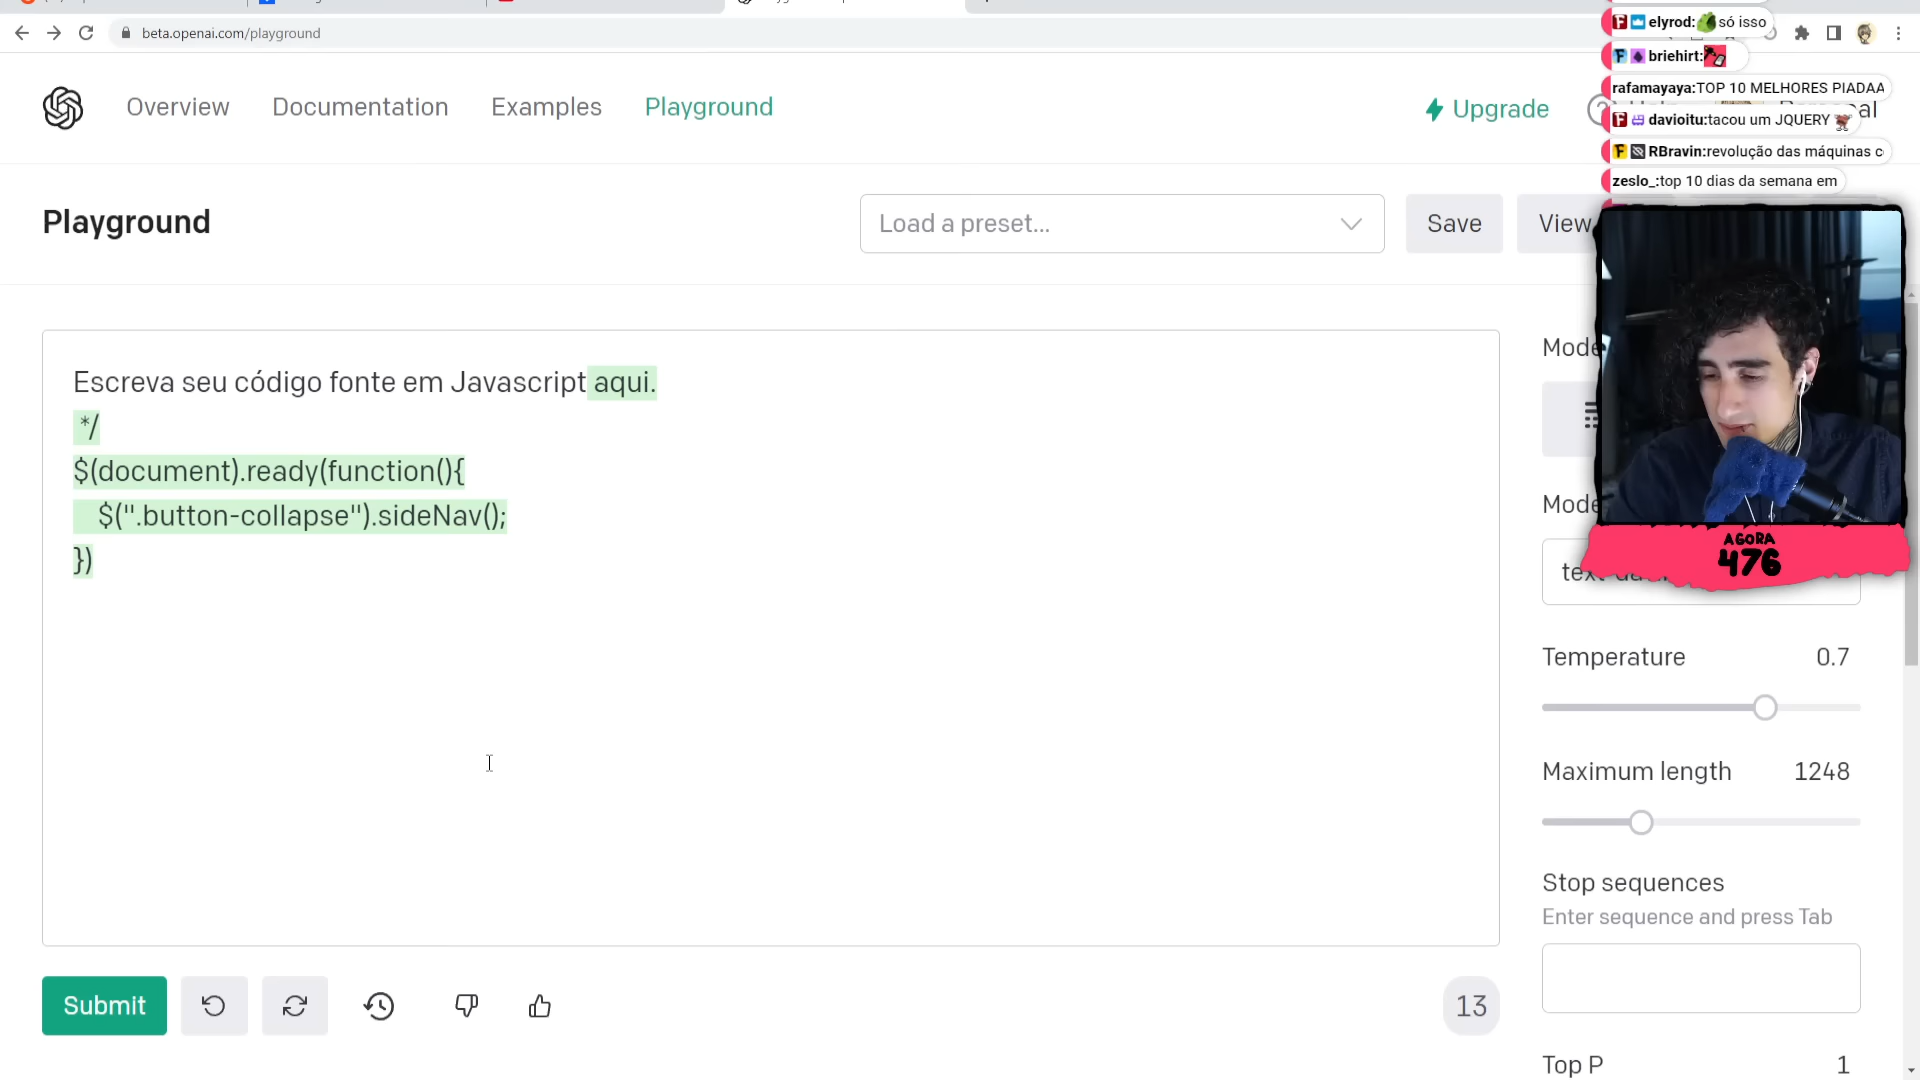 beta.openai.com/playground
elyrod: só isso
briehirt:
rafamayaya:TOP 10 MELHORES PIADAA
davioitu:tacou um JQUERY
RBravin:revolução das máquinas c
zeslo_:top 10 dias da semana em
Overview
Documentation
Examples
Playground
Upgrade
Playground
Load a preset...
Save
View
Escreva seu código fonte em Javascript aqui.
*/
$(document).ready(function(){
$(".button-collapse").sideNav();
})
Mode
Mode
AGORA
476
Temperature 0.7
Maximum length 1248
Stop sequences
Enter sequence and press Tab
Top P 1
Submit
13